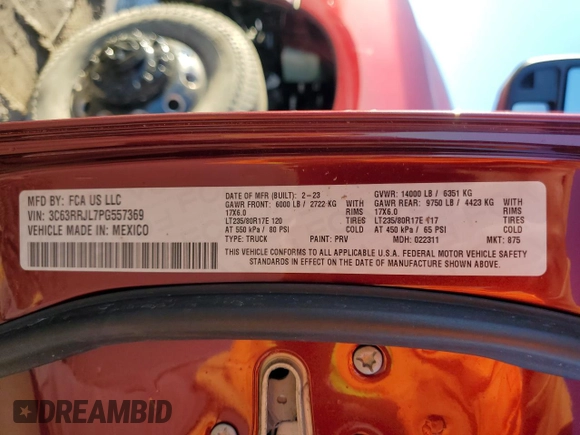 MFD BY: FCA US LLC
VIN: 3C63RRJL7PG557369
VEHICLE MADE IN: MEXICO
DATE OF MFR (BUILT): 2-23
GAWR FRONT: 6000 LB / 2722 KG WITH
17X6.0 RIMS
LT235/80R17E 120 TIRES
AT 550 kPa / 80 PSI COLD
TYPE: TRUCK PAINT: PRV
GVWR: 14000 LB / 6351 KG
GAWR REAR: 9750 LB / 4423 KG WITH
17X6.0 RIMS
LT235/80R17E 117 TIRES
AT 450 kPa / 65 PSI COLD
MDH: 022311 MKT: 875
THIS VEHICLE CONFORMS TO ALL APPLICABLE U.S.A. FEDERAL MOTOR VEHICLE SAFETY
STANDARDS IN EFFECT ON THE DATE OF MANUFACTURE SHOWN ABOVE.
DREAMBID